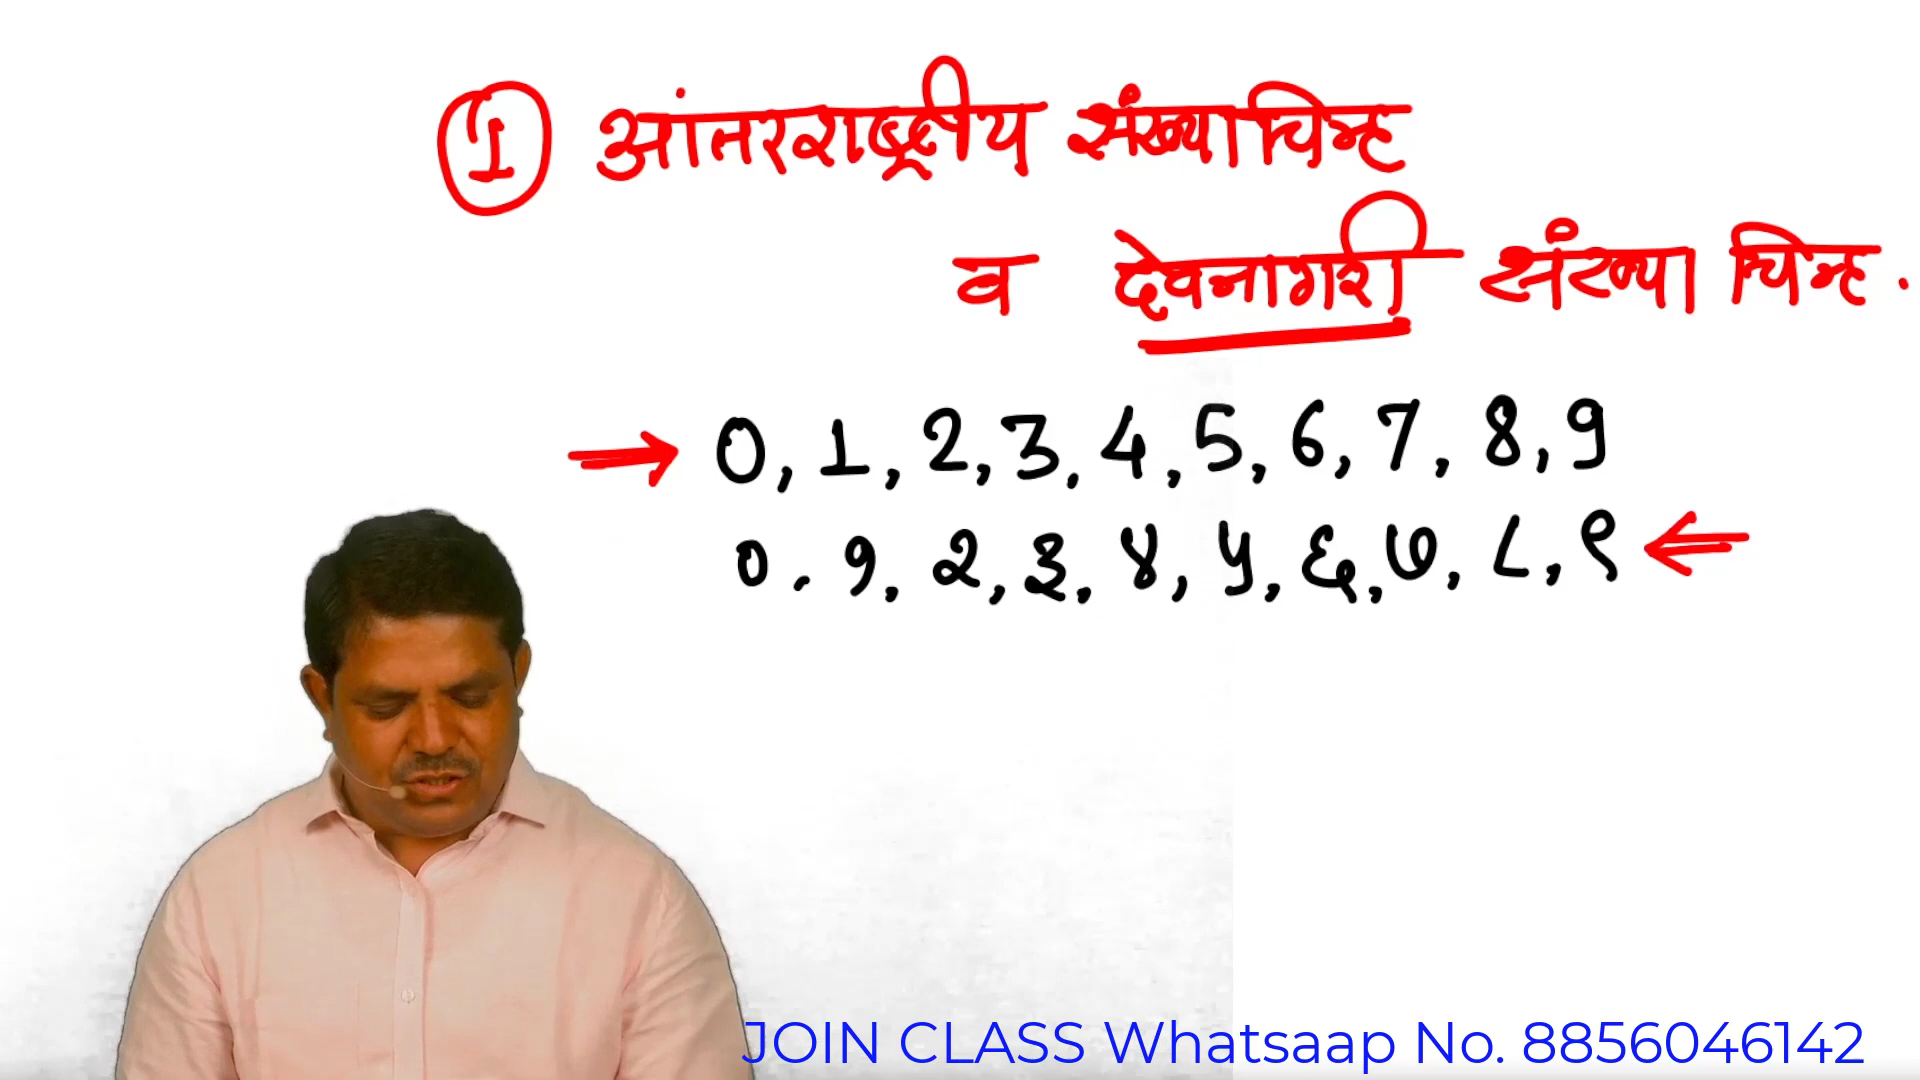 1 आंतरराष्ट्रीय संख्याचिन्ह
व देवनागरी संख्या चिन्ह.
0, 1, 2, 3, 4, 5, 6, 7, 8, 9
०, १, २, ३, ४, ५, ६, ७, ८, ९
JOIN CLASS Whatsaap No. 8856046142